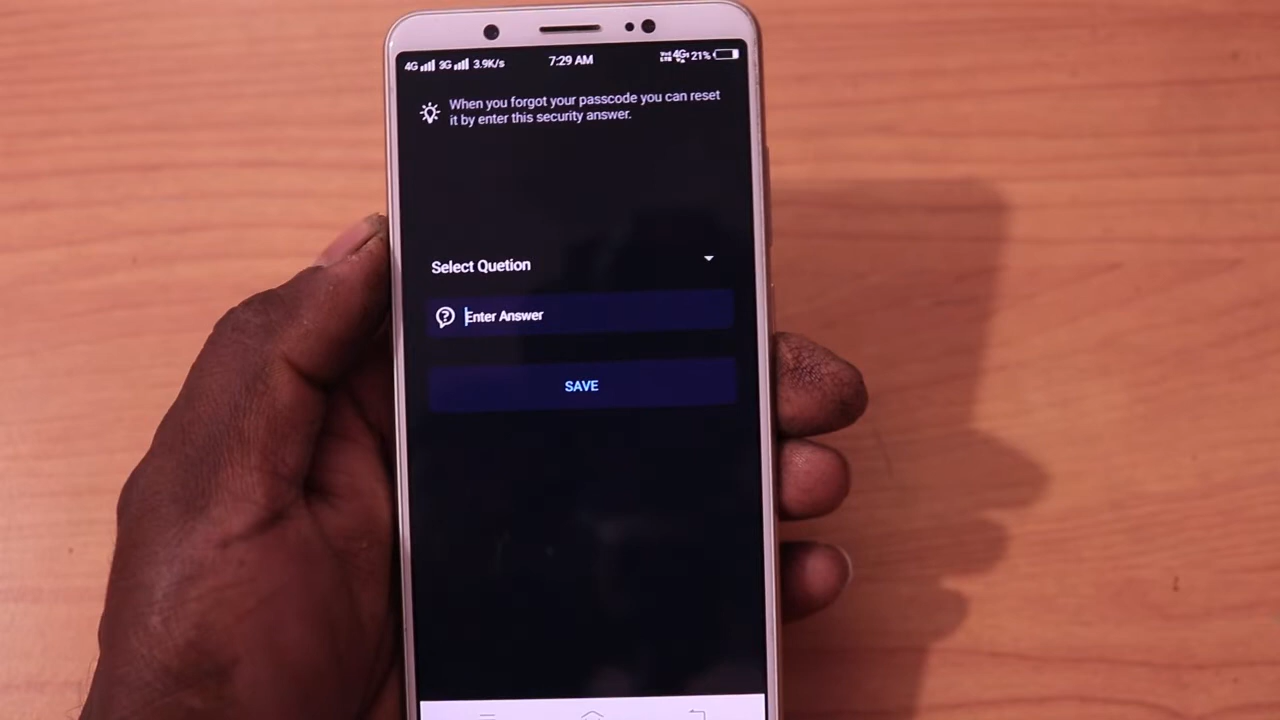 4G 3G 3.9K/s 7:29 AM 4G 21%
When you forgot your passcode you can reset
it by enter this security answer.
Select Quetion
Enter Answer
SAVE